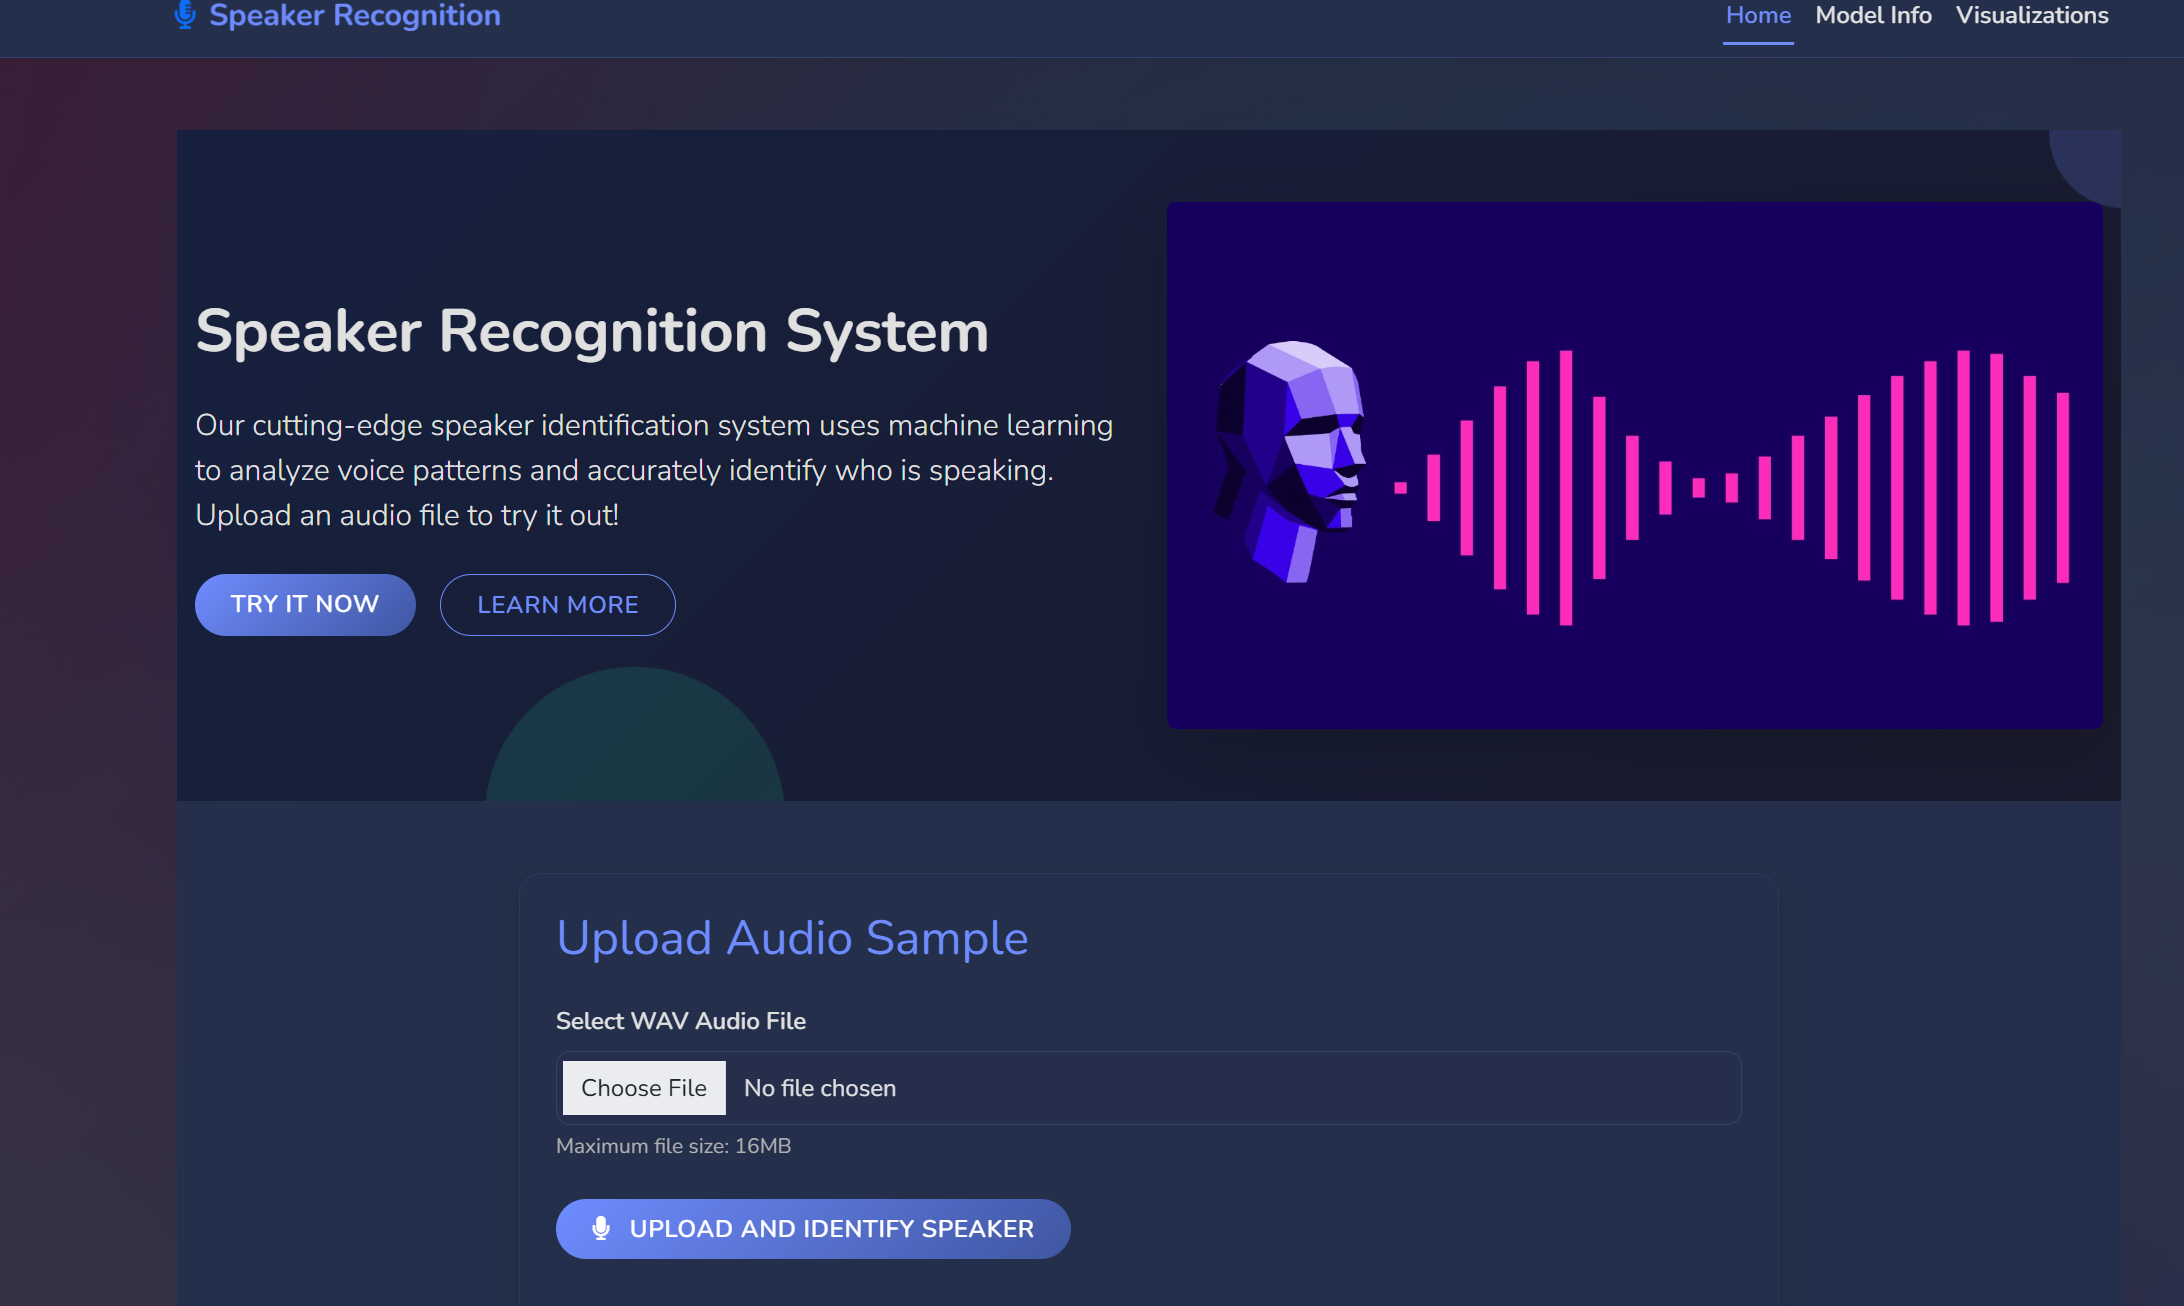 Speaker Recognition
Home Model Info Visualizations
Speaker Recognition System
Our cutting-edge speaker identification system uses machine learning
to analyze voice patterns and accurately identify who is speaking.
Upload an audio file to try it out!
TRY IT NOW LEARN MORE
Upload Audio Sample
Select WAV Audio File
Choose File No file chosen
Maximum file size: 16MB
UPLOAD AND IDENTIFY SPEAKER